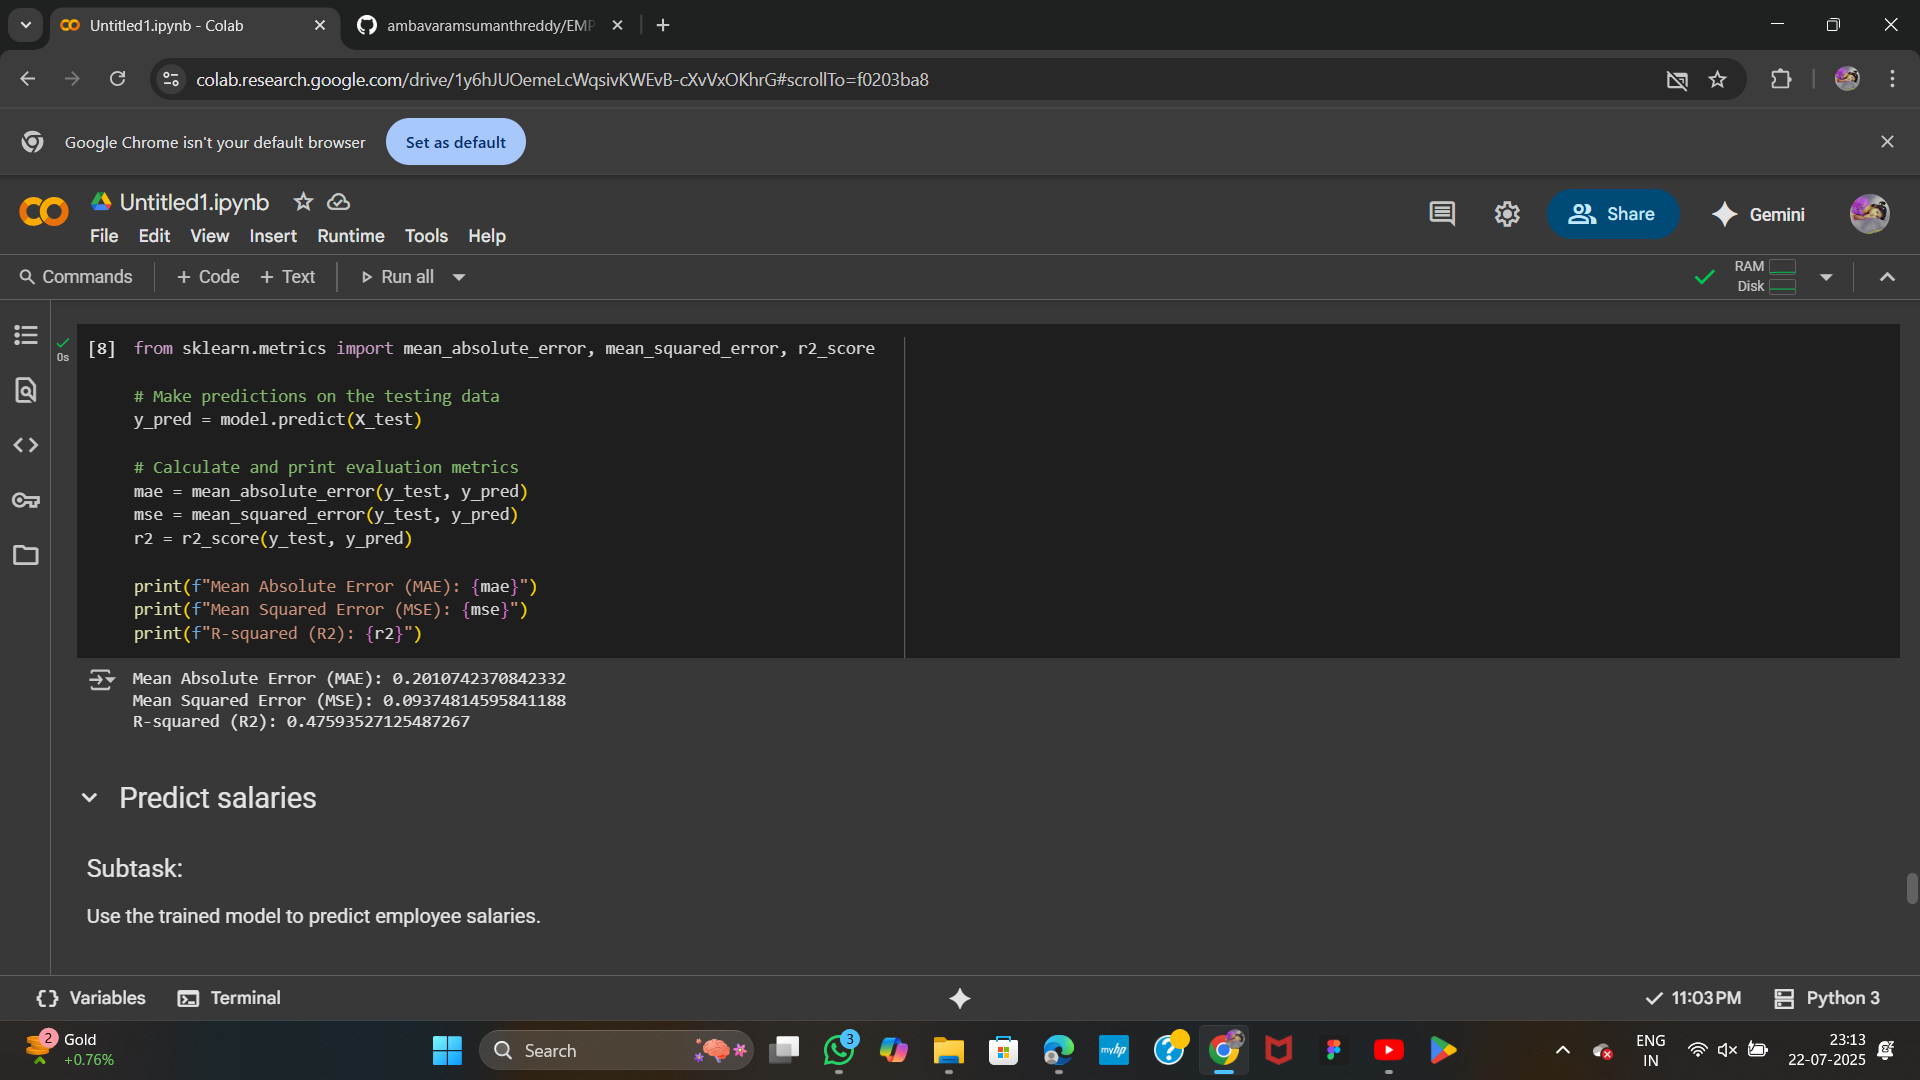 Untitled1.ipynb - Colab
ambavaramsumanthreddy/EMP
colab.research.google.com/drive/1y6hJUOemeLcWqsivKWEvB-cXvVxOKhrG#scrollTo=f0203ba8
Google Chrome isn't your default browser
Set as default
Untitled1.ipynb
File Edit View Insert Runtime Tools Help
Share
Gemini
Commands
+ Code + Text
Run all
RAM
Disk
[8] from sklearn.metrics import mean_absolute_error, mean_squared_error, r2_score
0s
# Make predictions on the testing data
y_pred = model.predict(X_test)
# Calculate and print evaluation metrics
mae = mean_absolute_error(y_test, y_pred)
mse = mean_squared_error(y_test, y_pred)
r2 = r2_score(y_test, y_pred)
print(f"Mean Absolute Error (MAE): {mae}")
print(f"Mean Squared Error (MSE): {mse}")
print(f"R-squared (R2): {r2}")
Mean Absolute Error (MAE): 0.2010742370842332
Mean Squared Error (MSE): 0.09374814595841188
R-squared (R2): 0.47593527125487267
Predict salaries
Subtask:
Use the trained model to predict employee salaries.
{} Variables
Terminal
11:03 PM
Python 3
2
Gold
+0.76%
Search
3
myhp
ENG
IN
23:13
22-07-2025